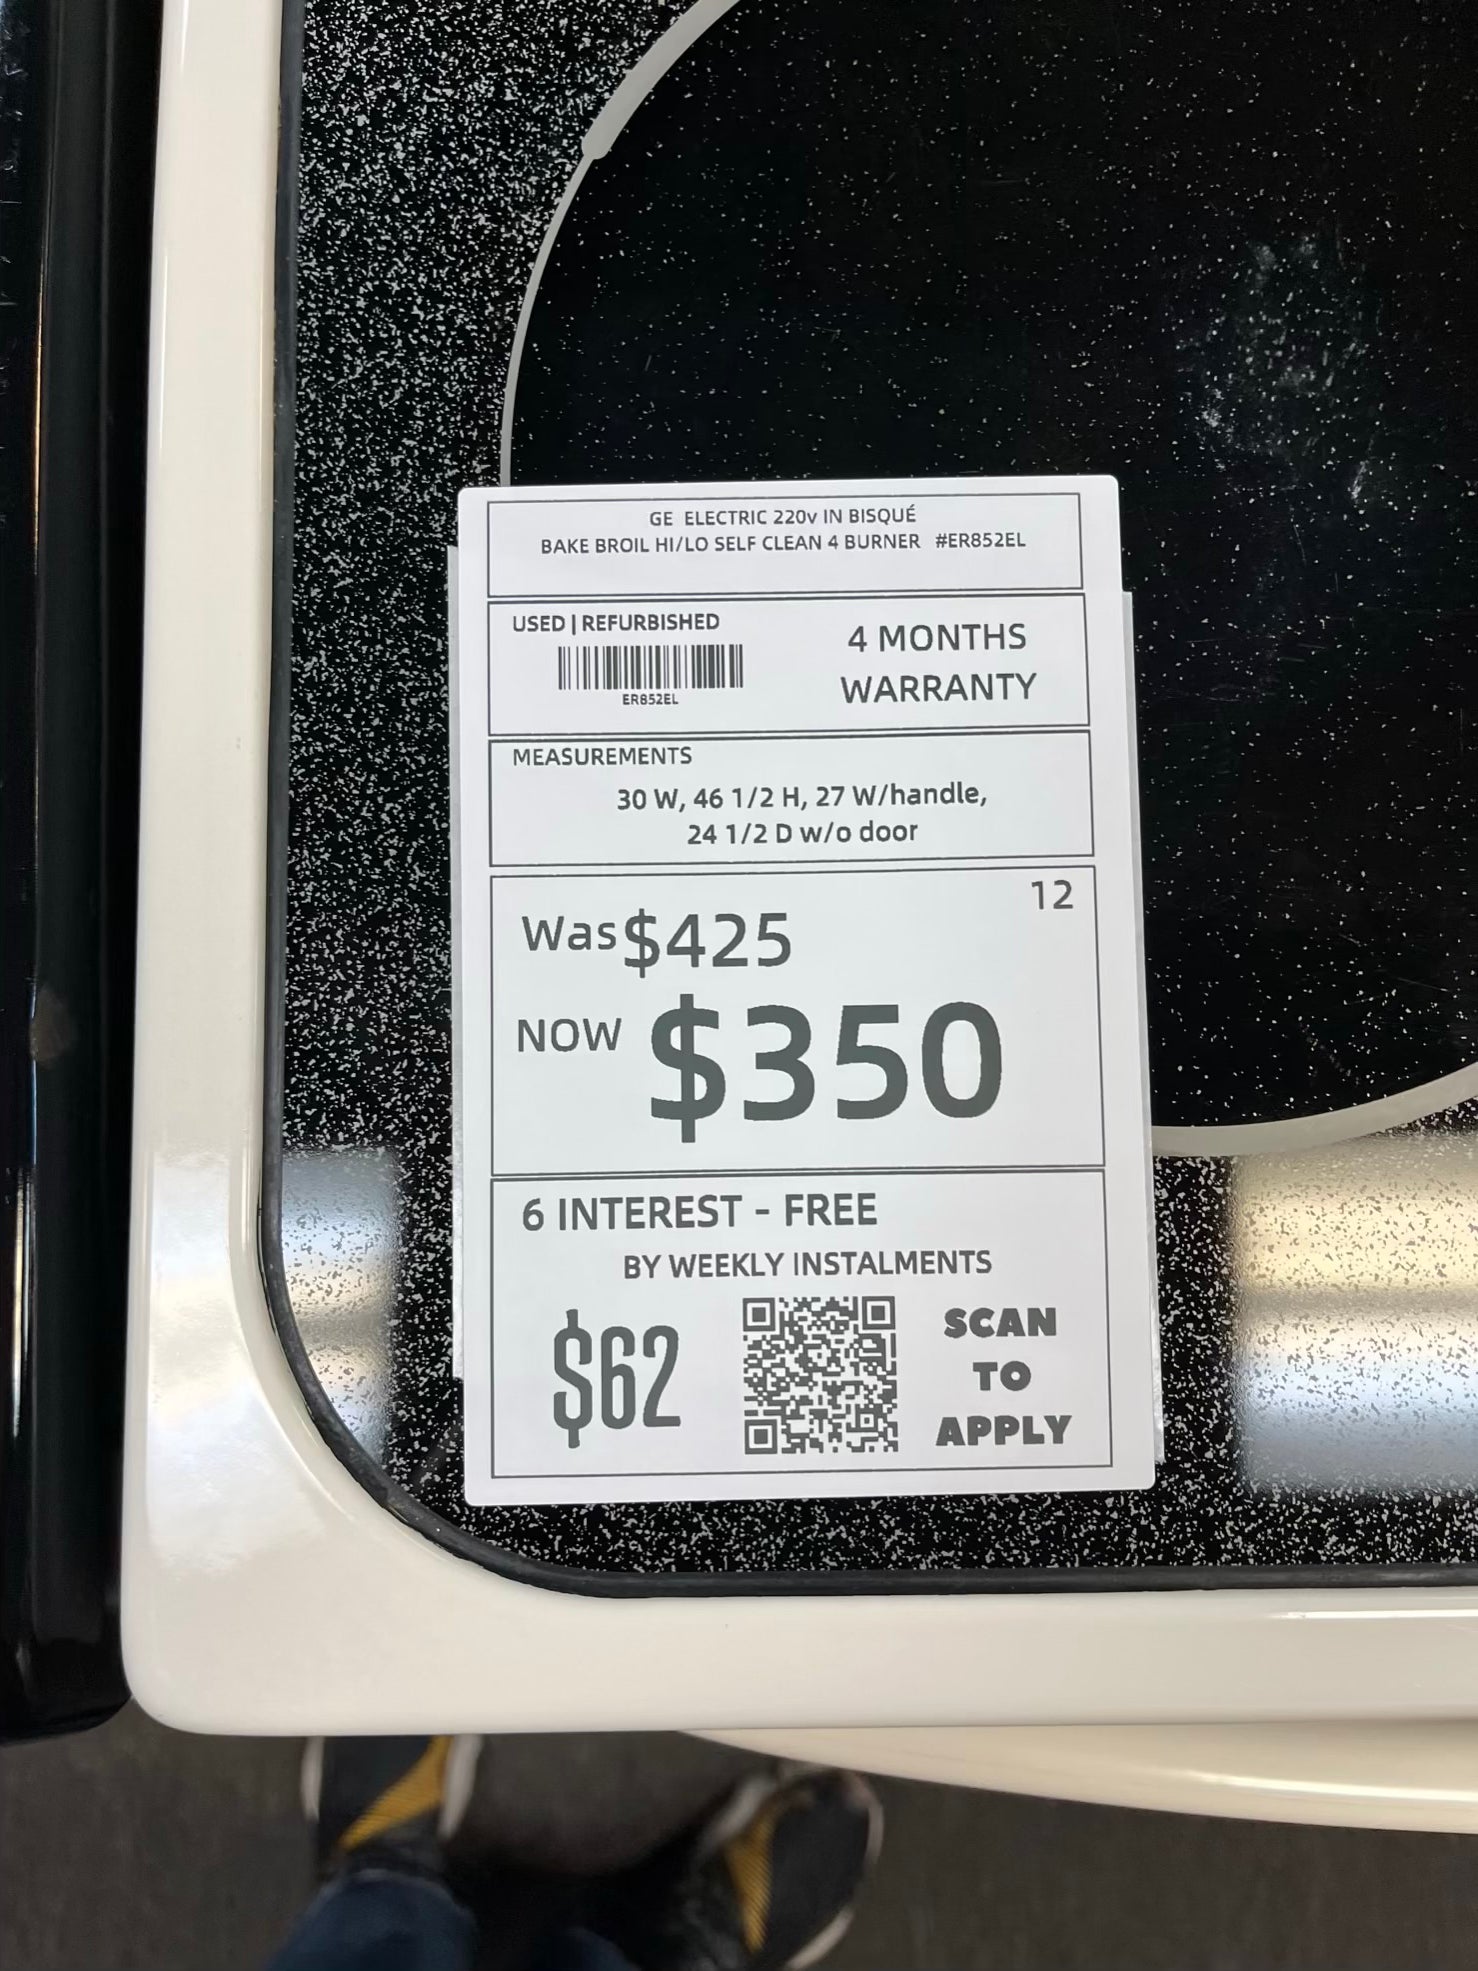 GE ELECTRIC 220v IN BISQUÉ
BAKE BROIL HI/LO SELF CLEAN 4 BURNER #ER852EL
USED | REFURBISHED
ER852EL
4 MONTHS
WARRANTY
MEASUREMENTS
30 W, 46 1/2 H, 27 W/handle,
24 1/2 D w/o door
12
Was $425
NOW $350
6 INTEREST - FREE
BY WEEKLY INSTALMENTS
$62
SCAN
TO
APPLY